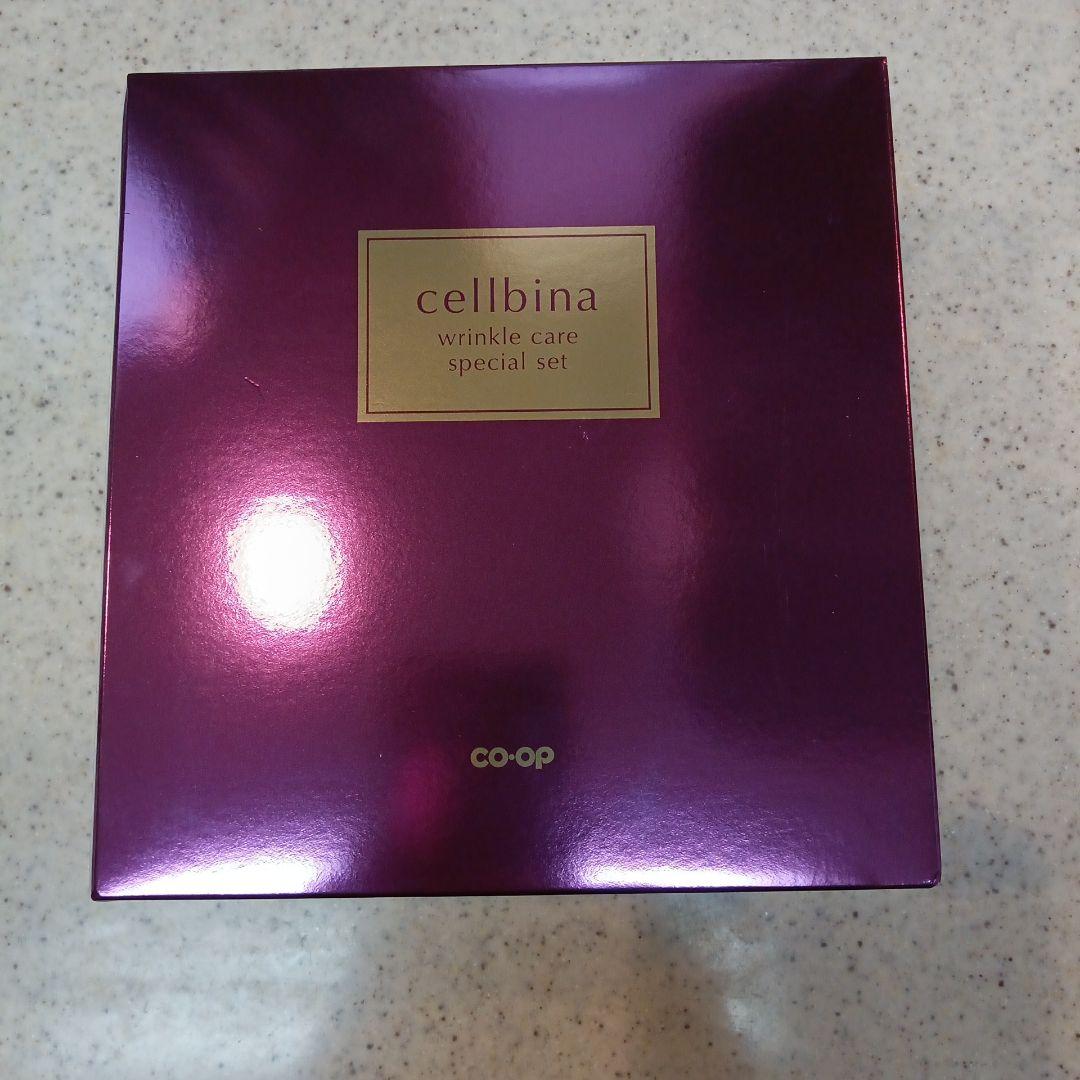 cellbina
wrinkle care
special set
co·op